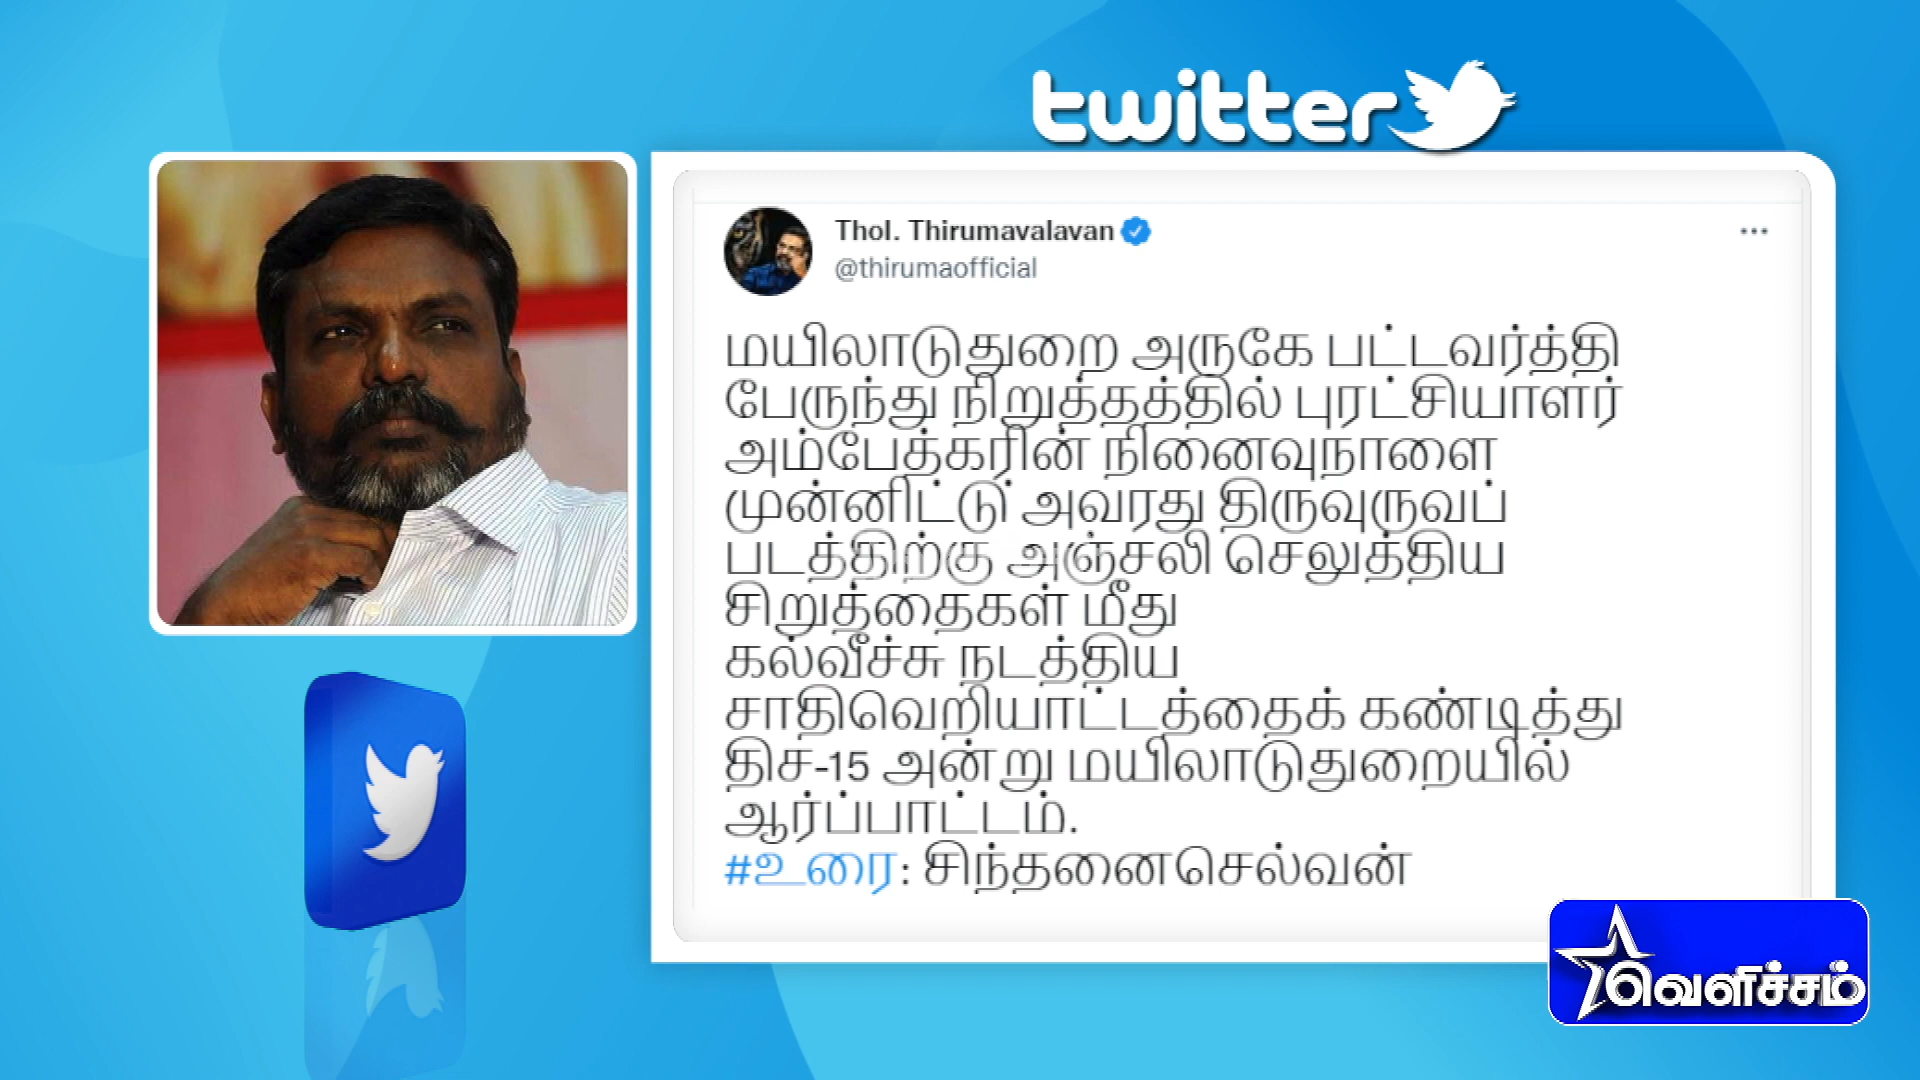 twitter
Thol. Thirumavalavan
@thirumaofficial
மயிலாடுதுறை அருகே பட்டவர்த்தி
பேருந்து நிறுத்தத்தில் புரட்சியாளர்
அம்பேத்கரின் நினைவுநாளை
முன்னிட்டு அவரது திருவுருவப்
படத்திற்கு அஞ்சலி செலுத்திய
சிறுத்தைகள் மீது
கல்வீச்சு நடத்திய
சாதிவெறியாட்டத்தைக் கண்டித்து
திச-15 அன்று மயிலாடுதுறையில்
ஆர்ப்பாட்டம்.
#உரை: சிந்தனைசெல்வன்
வெளிச்சம்